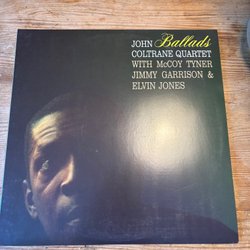 JOHN Ballads
COLTRANE QUARTET
WITH McCOY TYNER
JIMMY GARRISON &
ELVIN JONES